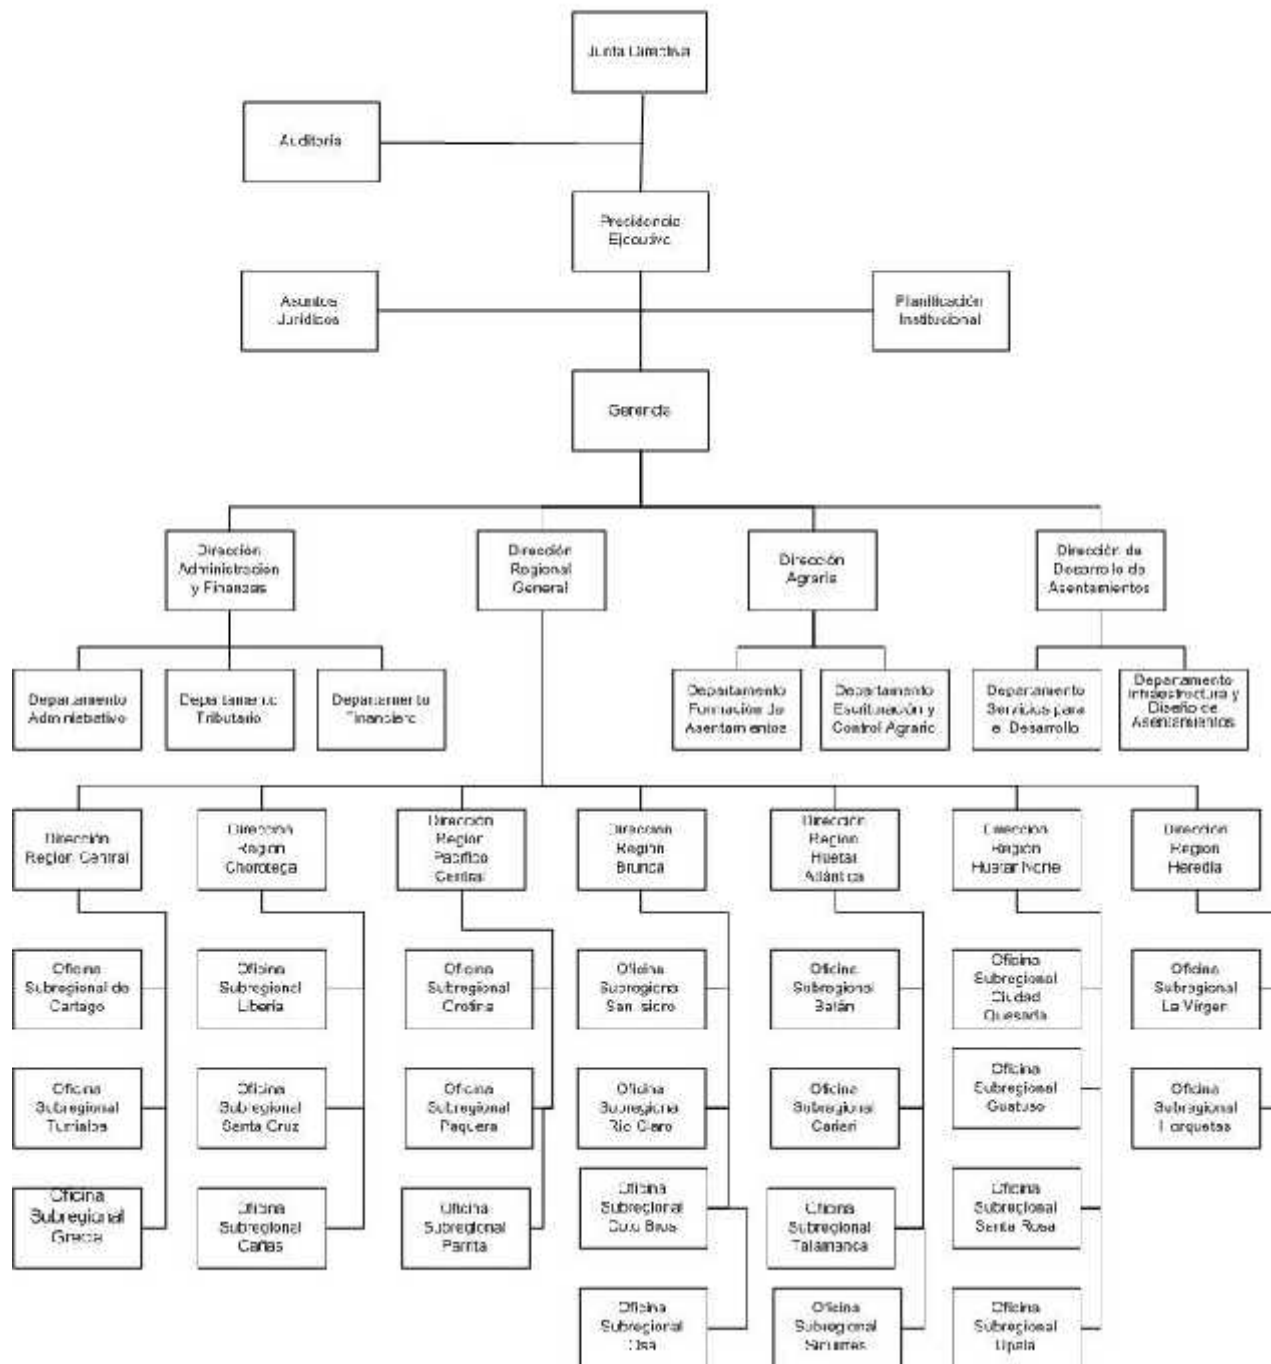 Junta Directiva
Auditoría
Presidencia
Ejecutiva
Asuntos
Jurídicos
Planificación
Institucional
Gerencia
Dirección
Administración
y Finanzas
Dirección
Regional
General
Dirección
Agraria
Dirección de
Desarrollo de
Asentamientos
Departamento
Administrativo
Departamento
Tributario
Departamento
Financiero
Departamento
Formación de
Asentamientos
Departamento
Escrituración y
Control Agrario
Departamento
Servicios para
el Desarrollo
Departamento
Infraestructura y
Diseño de
Asentamientos
Dirección
Región Central
Dirección
Región
Chorotega
Dirección
Región
Pacífico
Central
Dirección
Región
Brunca
Dirección
Región
Huetar
Atlántica
Dirección
Región
Huetar Norte
Dirección
Región
Heredia
Oficina
Subregional de
Cartago
Oficina
Subregional
Liberia
Oficina
Subregional
Orotina
Oficina
Subregional
San Isidro
Oficina
Subregional
Batán
Oficina
Subregional
Ciudad
Quesada
Oficina
Subregional
La Virgen
Oficina
Subregional
Turrialba
Oficina
Subregional
Santa Cruz
Oficina
Subregional
Paquera
Oficina
Subregional
Río Claro
Oficina
Subregional
Cariari
Oficina
Subregional
Guatuso
Oficina
Subregional
Horquetas
Oficina
Subregional
Grecia
Oficina
Subregional
Cañas
Oficina
Subregional
Parrita
Oficina
Subregional
Coto Brus
Oficina
Subregional
Talamanca
Oficina
Subregional
Santa Rosa
Oficina
Subregional
Osa
Oficina
Subregional
Siquirres
Oficina
Subregional
Upala